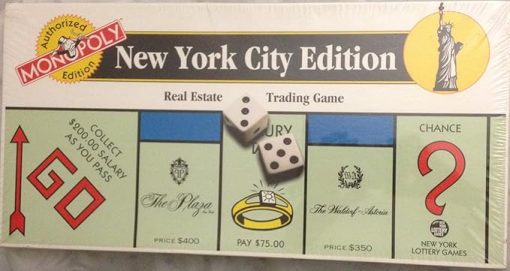 Authorized
MONOPOLY
Edition
New York City Edition
Real Estate
Trading Game
COLLECT
$200.00 SALARY
AS YOU PASS
GO
The Plaza
PRICE $400
URY
PAY $75.00
The Waldorf-Astoria
PRICE $350
CHANCE
NEW YORK
LOTTERY GAMES